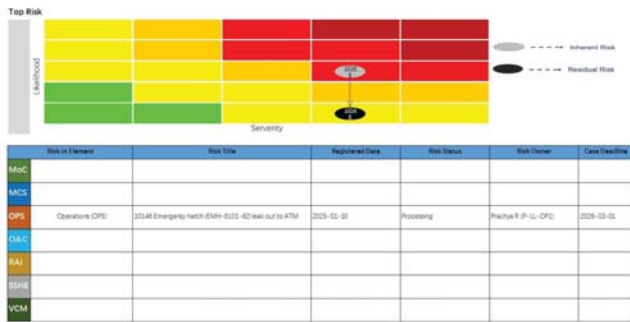 Top Risk
Likelihood
Inherent Risk
Residual Risk
Serverity
Risk In Element Risk Title Registered Date Risk Status Risk Owner Case Deadline
MoC
MCS
OPS Operations (OPS) 10146 Emergency hatch (EMH-8101-62) leak out to ATM 2025-01-10 Processing Prachya R (P-LL-OP1) 2026-03-01
O&C
RAI
SSHE
VCM